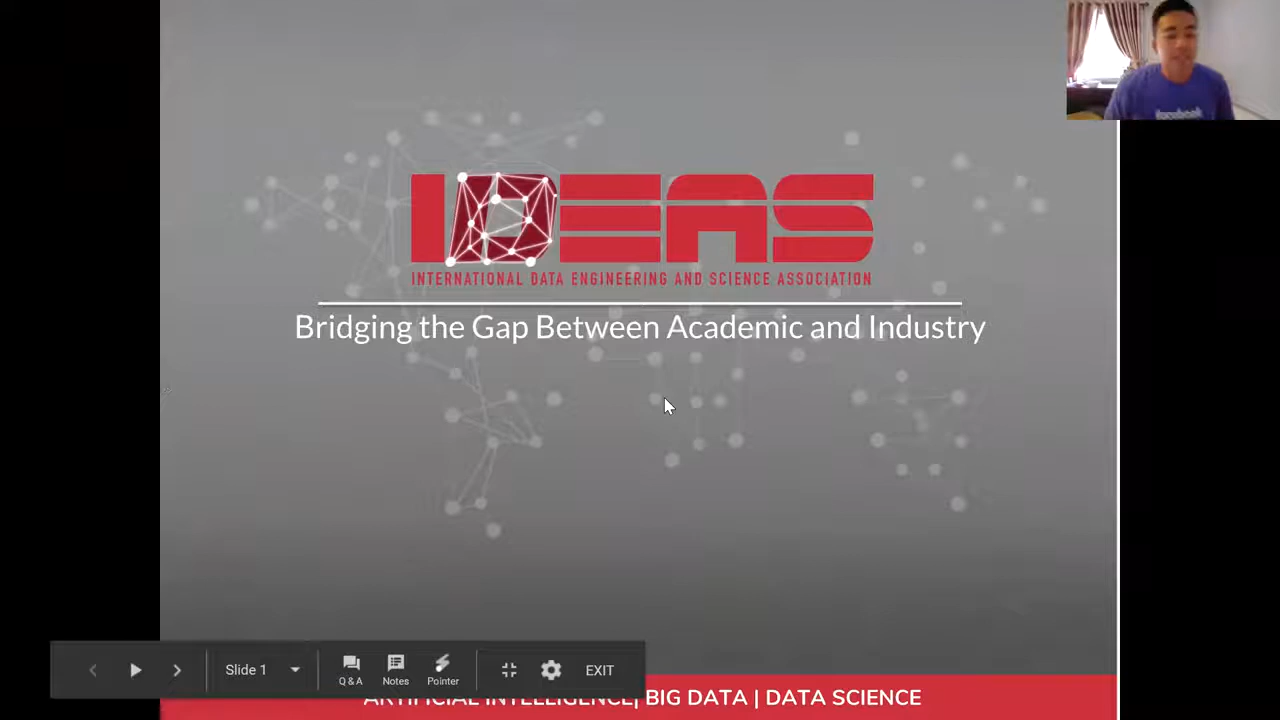 IDEAS
INTERNATIONAL DATA ENGINEERING AND SCIENCE ASSOCIATION
Bridging the Gap Between Academic and Industry
Slide 1
Q & A
Notes
Pointer
EXIT
ARTIFICIAL INTELLIGENCE| BIG DATA | DATA SCIENCE